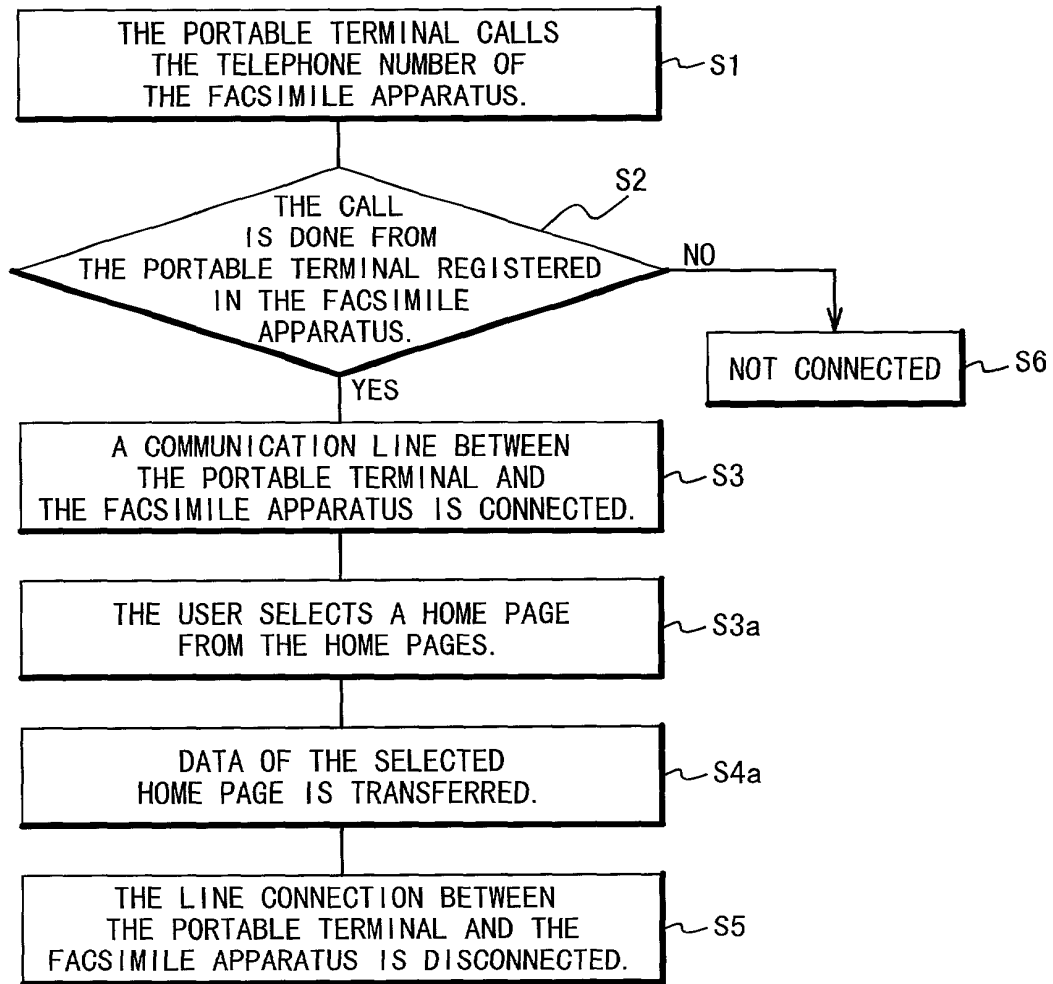 THE PORTABLE TERMINAL CALLS
THE TELEPHONE NUMBER OF
THE FACSIMILE APPARATUS.
S1
S2
THE CALL
IS DONE FROM
THE PORTABLE TERMINAL REGISTERED
IN THE FACSIMILE
APPARATUS.
NO
YES
NOT CONNECTED
S6
A COMMUNICATION LINE BETWEEN
THE PORTABLE TERMINAL AND
THE FACSIMILE APPARATUS IS CONNECTED.
S3
THE USER SELECTS A HOME PAGE
FROM THE HOME PAGES.
S3a
DATA OF THE SELECTED
HOME PAGE IS TRANSFERRED.
S4a
THE LINE CONNECTION BETWEEN
THE PORTABLE TERMINAL AND THE
FACSIMILE APPARATUS IS DISCONNECTED.
S5